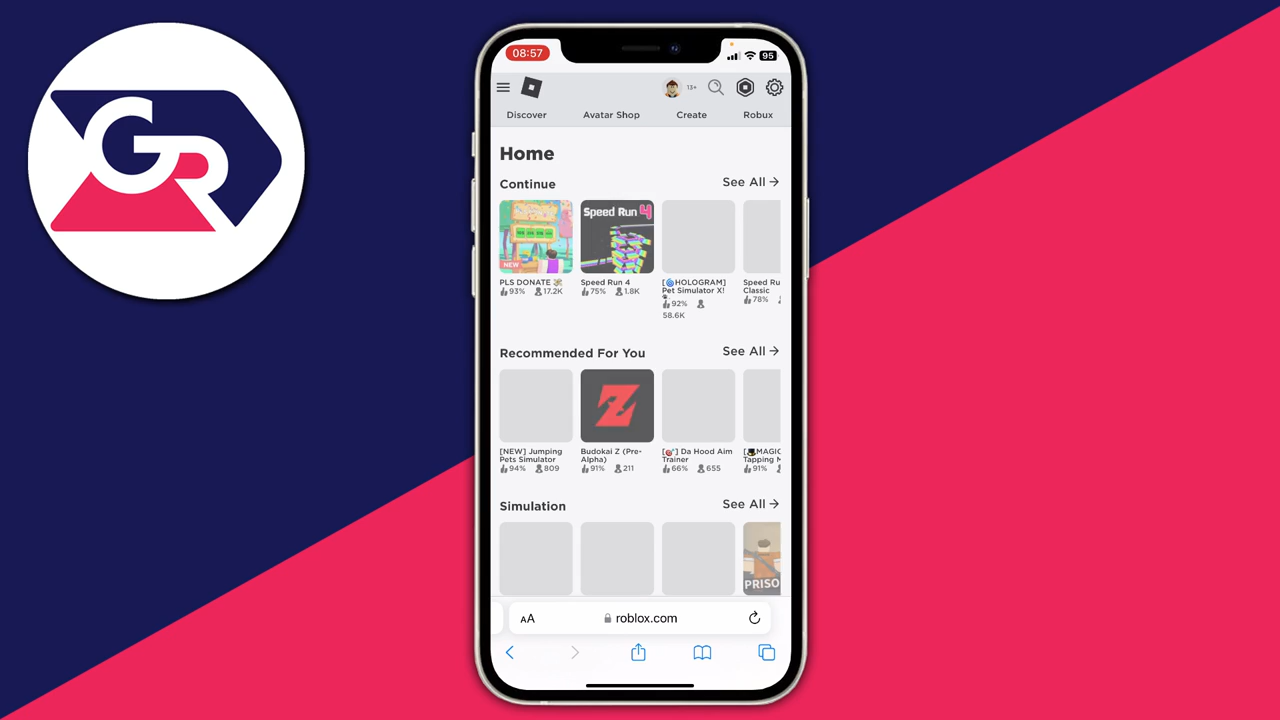 GR
08:57
95
13+
Discover
Avatar Shop
Create
Robux
Home
Continue
See All
NEW
Speed Run 4
PLS DONATE
93% 17.2K
Speed Run 4
75% 1.8K
[🌀HOLOGRAM]
Pet Simulator X!
92%
58.6K
Speed Ru
Classic
78%
Recommended For You
See All
Z
[NEW] Jumping
Pets Simulator
94% 809
Budokai Z (Pre-
Alpha)
91% 211
[🎯] Da Hood Aim
Trainer
66% 655
[🎩MAGIC
Tapping M
91%
Simulation
See All
PRISO
AA
roblox.com